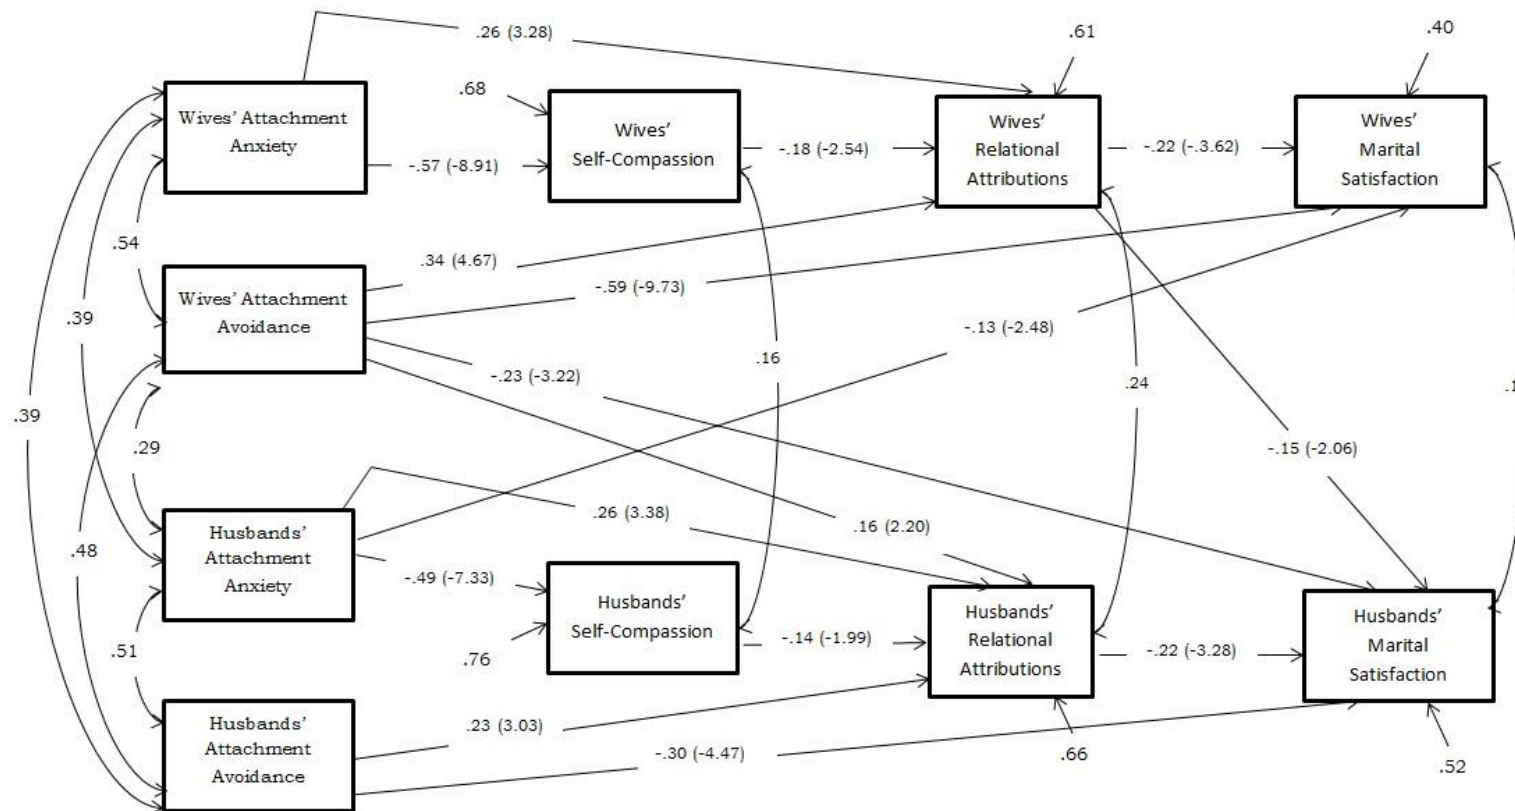 .26 (3.28)
.61
.40
.68
Wives’ Attachment
Anxiety
Wives’
Self-Compassion
Wives’
Relational
Attributions
Wives’
Marital
Satisfaction
-.57 (-8.91)
-.18 (-2.54)
-.22 (-.3.62)
.54
.34 (4.67)
Wives’ Attachment
Avoidance
-.59 (-9.73)
.39
-.13 (-2.48)
.16
-.23 (-3.22)
.24
.39
.29
-.15 (-2.06)
.26 (3.38)
.16 (2.20)
Husbands’
Attachment
Anxiety
.48
-.49 (-7.33)
Husbands’
Self-Compassion
Husbands’
Relational
Attributions
Husbands’
Marital
Satisfaction
-.14 (-1.99)
-.22 (-3.28)
.51
.76
Husbands’
Attachment
Avoidance
.23 (3.03)
-.30 (-4.47)
.66
.52